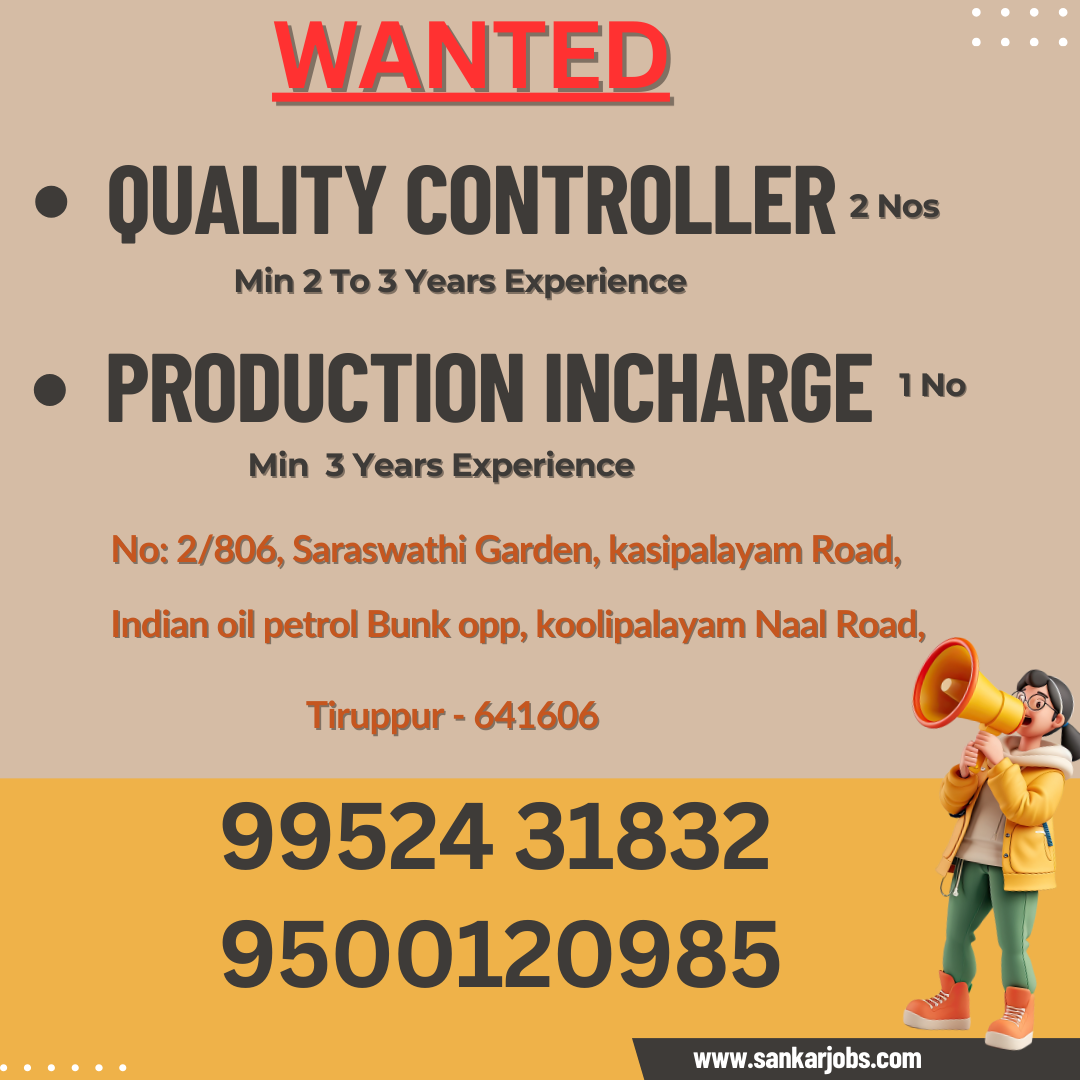 WANTED
• QUALITY CONTROLLER 2 Nos
Min 2 To 3 Years Experience
• PRODUCTION INCHARGE 1 No
Min 3 Years Experience
No: 2/806, Saraswathi Garden, kasipalayam Road,
Indian oil petrol Bunk opp, koolipalayam Naal Road,
Tiruppur - 641606
99524 31832
9500120985
www.sankarjobs.com